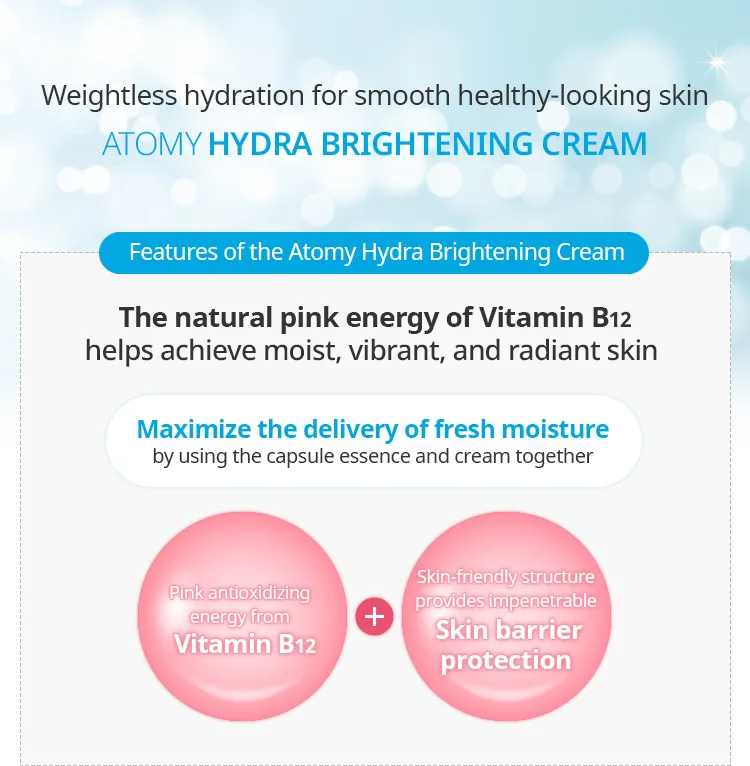 Weightless hydration for smooth healthy-looking skin
ATOMY HYDRA BRIGHTENING CREAM
Features of the Atomy Hydra Brightening Cream
The natural pink energy of Vitamin B12
helps achieve moist, vibrant, and radiant skin
Maximize the delivery of fresh moisture
by using the capsule essence and cream together
Pink antioxidizing
energy from
Vitamin B12
+
Skin-friendly structure
provides impenetrable
Skin barrier
protection